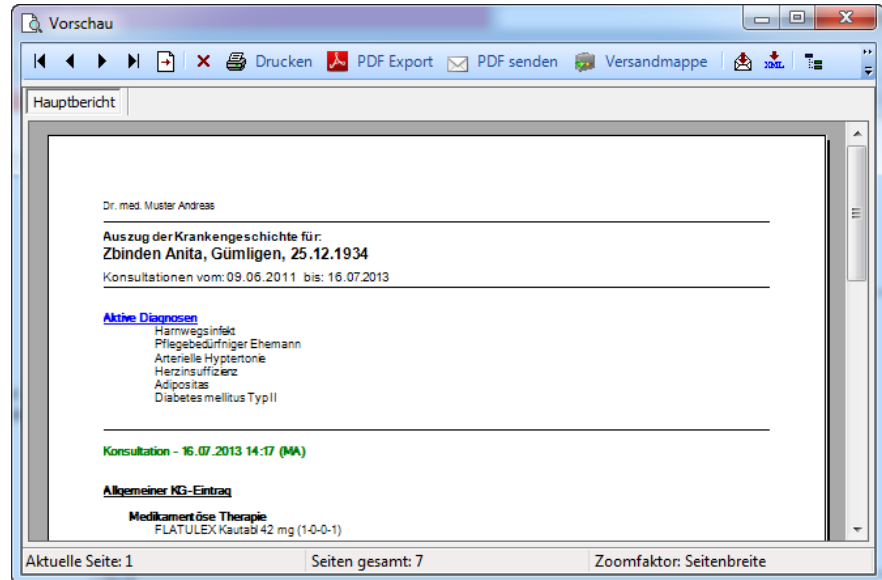 Vorschau
Drucken PDF Export PDF senden Versandmappe XML
Hauptbericht
Dr. med. Muster Andreas
Auszug der Krankengeschichte für:
Zbinden Anita, Gümligen, 25.12.1934
Konsultationen vom: 09.06.2011 bis: 16.07.2013
Aktive Diagnosen
Harnwegsinfekt
Pflegebedürfniger Ehemann
Arterielle Hyptertonie
Herzinsuffizienz
Adipositas
Diabetes mellitus Typ II
Konsultation - 16.07.2013 14:17 (MA)
Allgemeiner KG-Eintrag
Medikamentöse Therapie
FLATULEX Kautabl 42 mg (1-0-0-1)
Aktuelle Seite: 1 Seiten gesamt: 7 Zoomfaktor: Seitenbreite